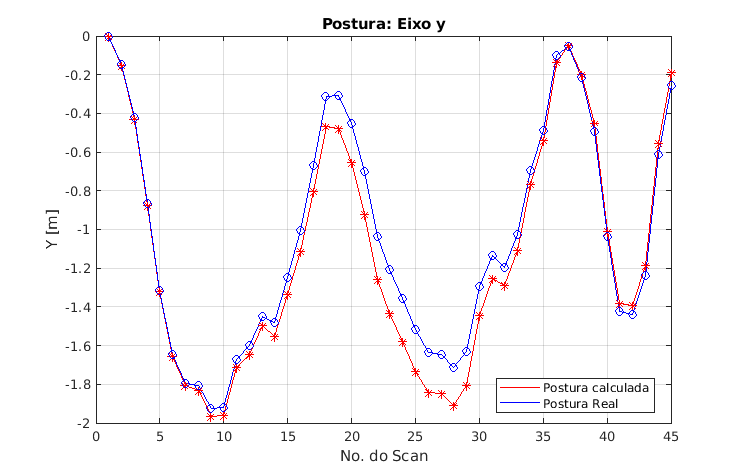 Postura: Eixo y
Y [m]
0
-0.2
-0.4
-0.6
-0.8
-1
-1.2
-1.4
-1.6
-1.8
-2
0 5 10 15 20 25 30 35 40 45
No. do Scan
Postura calculada
Postura Real